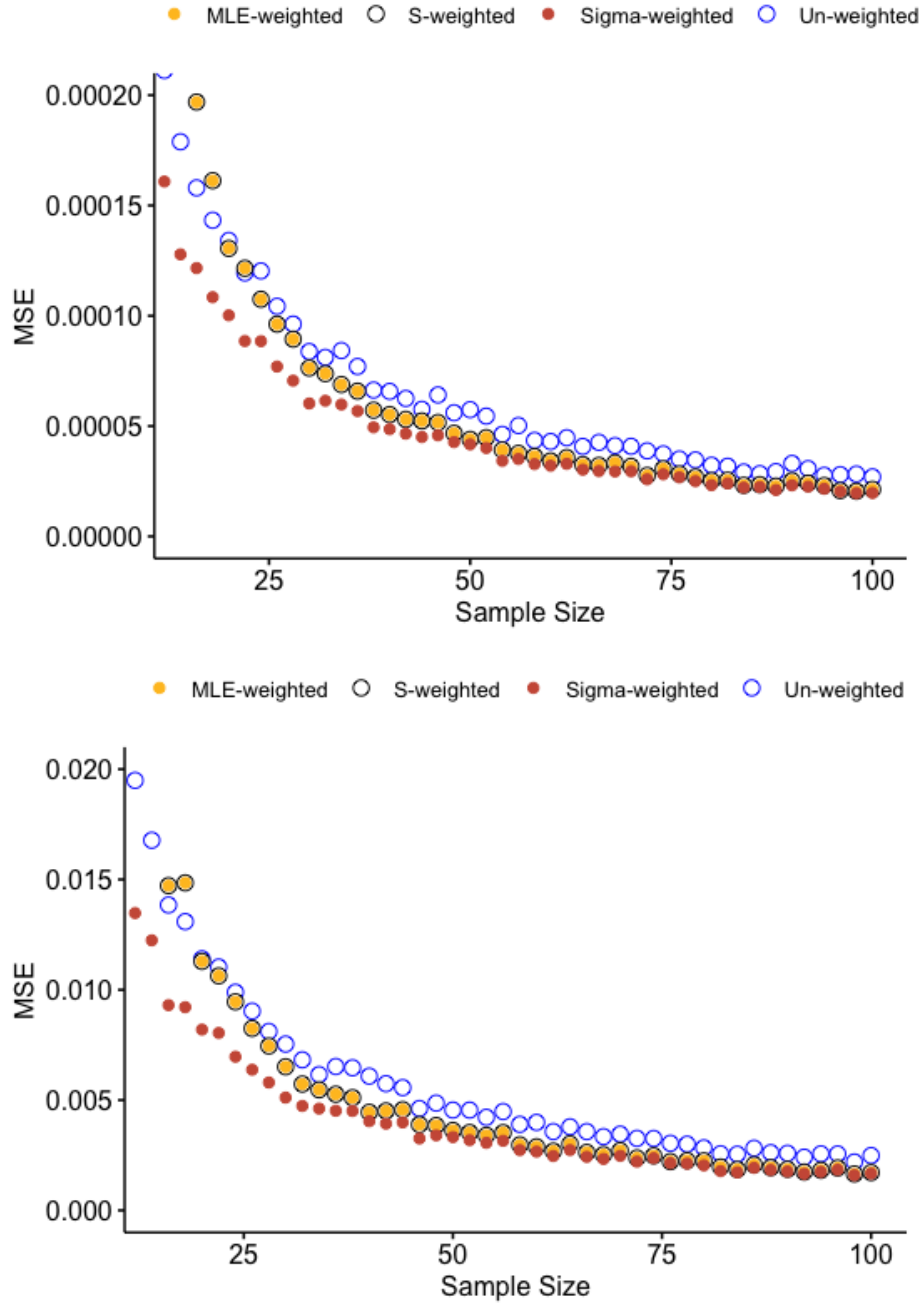 MLE-weighted S-weighted Sigma-weighted Un-weighted
0.00020
0.00015
0.00010
0.00005
0.00000
MSE
25 50 75 100
Sample Size
MLE-weighted S-weighted Sigma-weighted Un-weighted
0.020
0.015
0.010
0.005
0.000
MSE
25 50 75 100
Sample Size